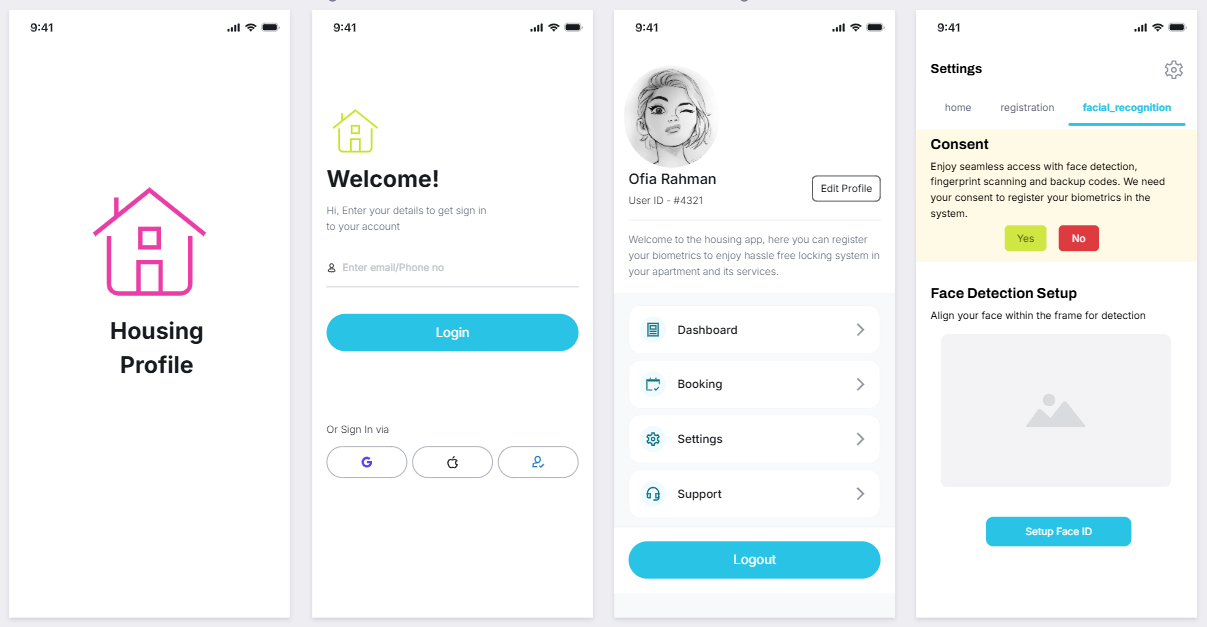 9:41
Housing
Profile
9:41
Welcome!
Hi, Enter your details to get sign in
to your account
Enter email/Phone no
Login
Or Sign In via
G
9:41
Ofia Rahman
User ID - #4321
Edit Profile
Welcome to the housing app, here you can register
your biometrics to enjoy hassle free locking system in
your apartment and its services.
Dashboard
Booking
Settings
Support
Logout
9:41
Settings
home registration facial_recognition
Consent
Enjoy seamless access with face detection,
fingerprint scanning and backup codes. We need
your consent to register your biometrics in the
system.
Yes No
Face Detection Setup
Align your face within the frame for detection
Setup Face ID